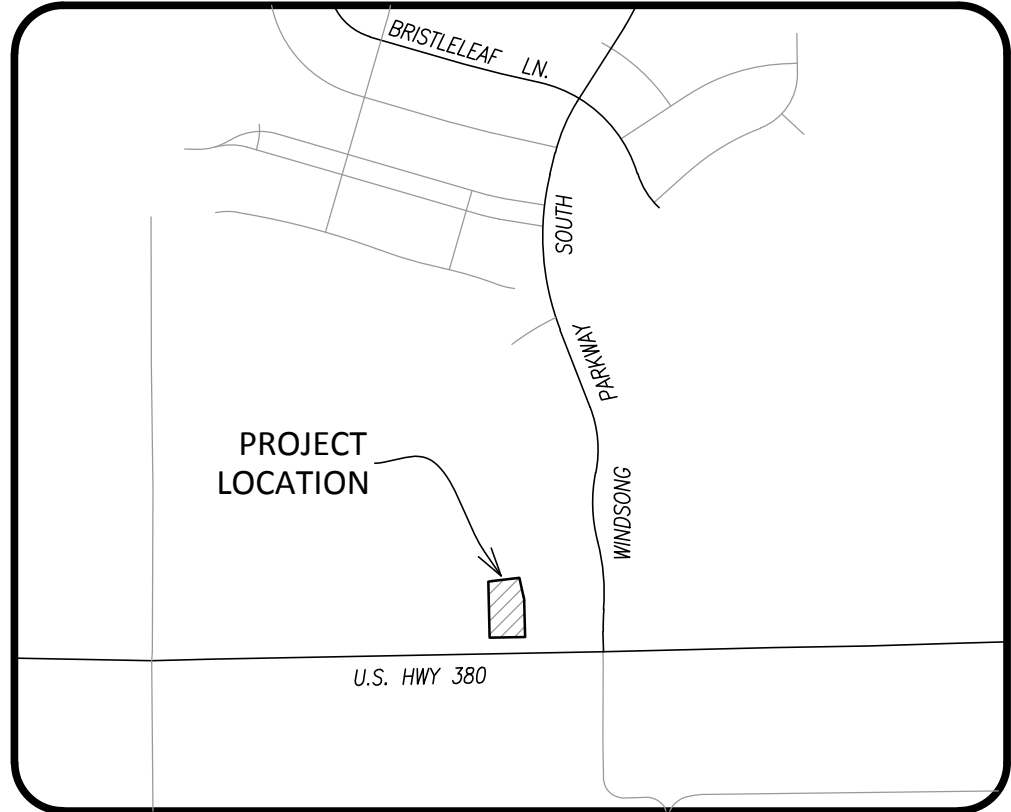 BRISTLELEAF LN.
SOUTH
PARKWAY
WINDSONG
PROJECT
LOCATION
U.S. HWY 380